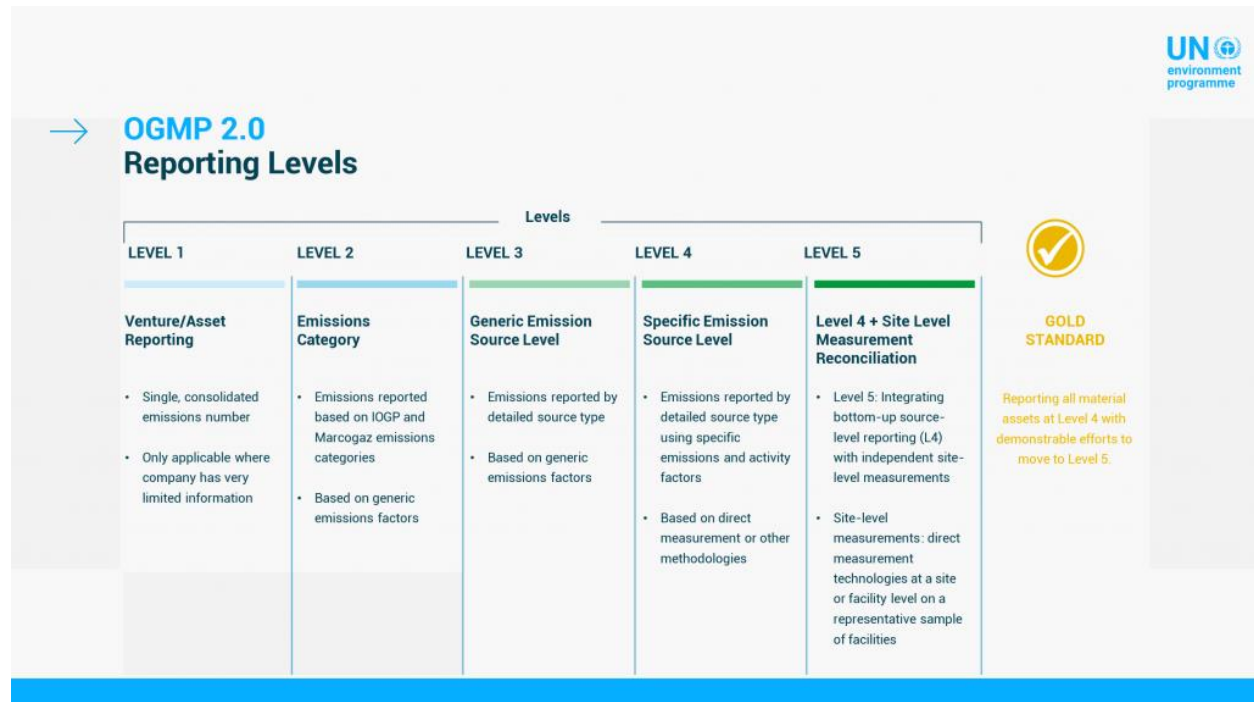 UN
environment
programme
OGMP 2.0
Reporting Levels
Levels
LEVEL 1
Venture/Asset
Reporting
• Single, consolidated
emissions number
• Only applicable where
company has very
limited information
LEVEL 2
Emissions
Category
• Emissions reported
based on IOGP and
Marcogaz emissions
categories
• Based on generic
emissions factors
LEVEL 3
Generic Emission
Source Level
• Emissions reported by
detailed source type
• Based on generic
emissions factors
LEVEL 4
Specific Emission
Source Level
• Emissions reported by
detailed source type
using specific
emissions and activity
factors
• Based on direct
measurement or other
methodologies
LEVEL 5
Level 4 + Site Level
Measurement
Reconciliation
• Level 5: Integrating
bottom-up source-
level reporting (L4)
with independent site-
level measurements
• Site-level
measurements: direct
measurement
technologies at a site
or facility level on a
representative sample
of facilities
GOLD
STANDARD
Reporting all material
assets at Level 4 with
demonstrable efforts to
move to Level 5.